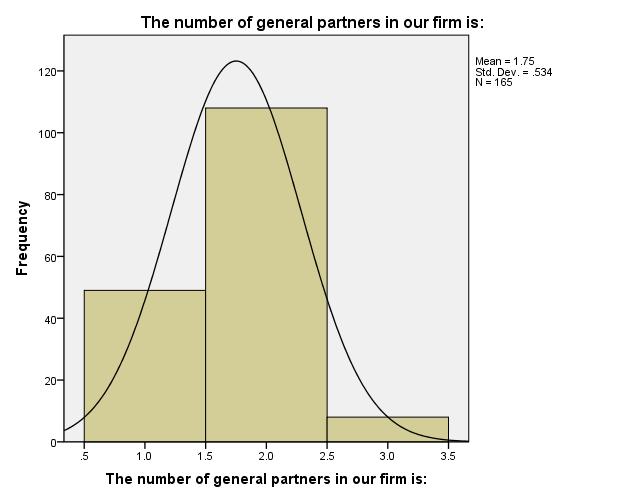 The number of general partners in our firm is:
Mean = 1.75
Std. Dev. = .534
N = 165
120
100
80
60
40
20
0
Frequency
.5 1.0 1.5 2.0 2.5 3.0 3.5
The number of general partners in our firm is: